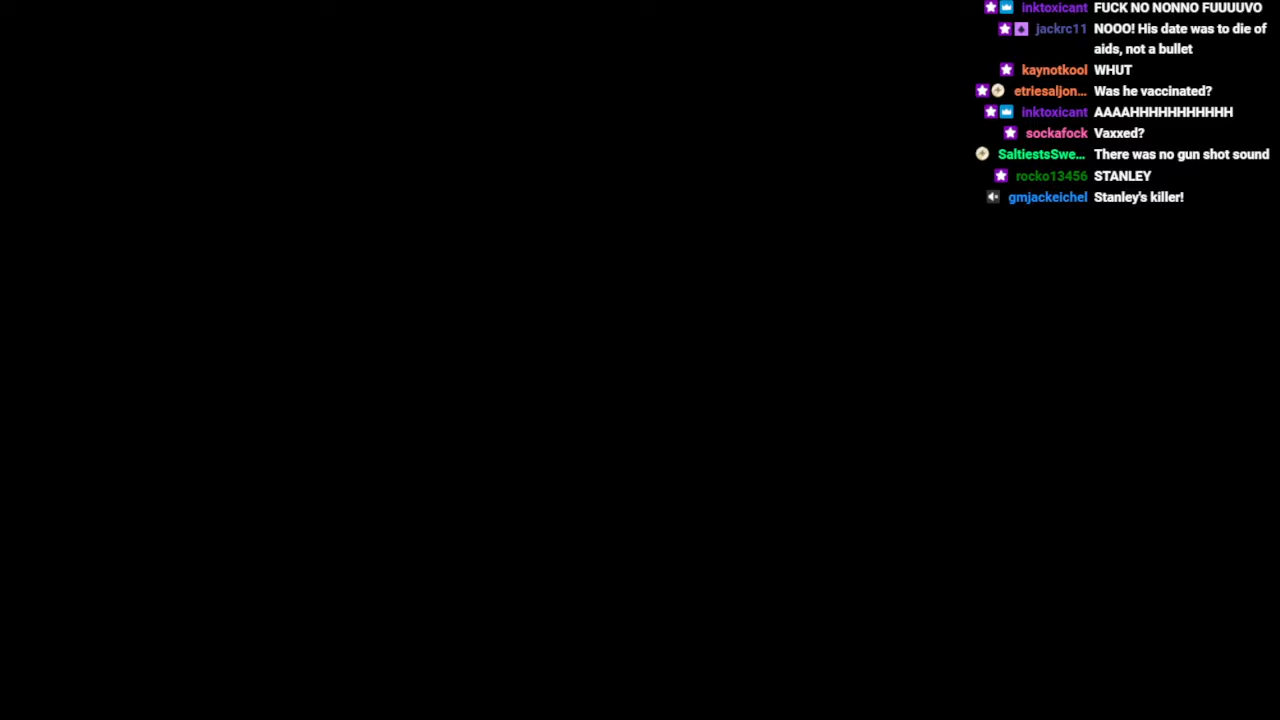 inktoxicant FUCK NO NONNO FUUUUVO
jackrc11 NOOO! His date was to die of
aids, not a bullet
kaynotkool WHUT
etriesaljon... Was he vaccinated?
inktoxicant AAAAHHHHHHHHHHH
sockafock Vaxxed?
SaltiestsSwe... There was no gun shot sound
rocko13456 STANLEY
gmjackeichel Stanley's killer!